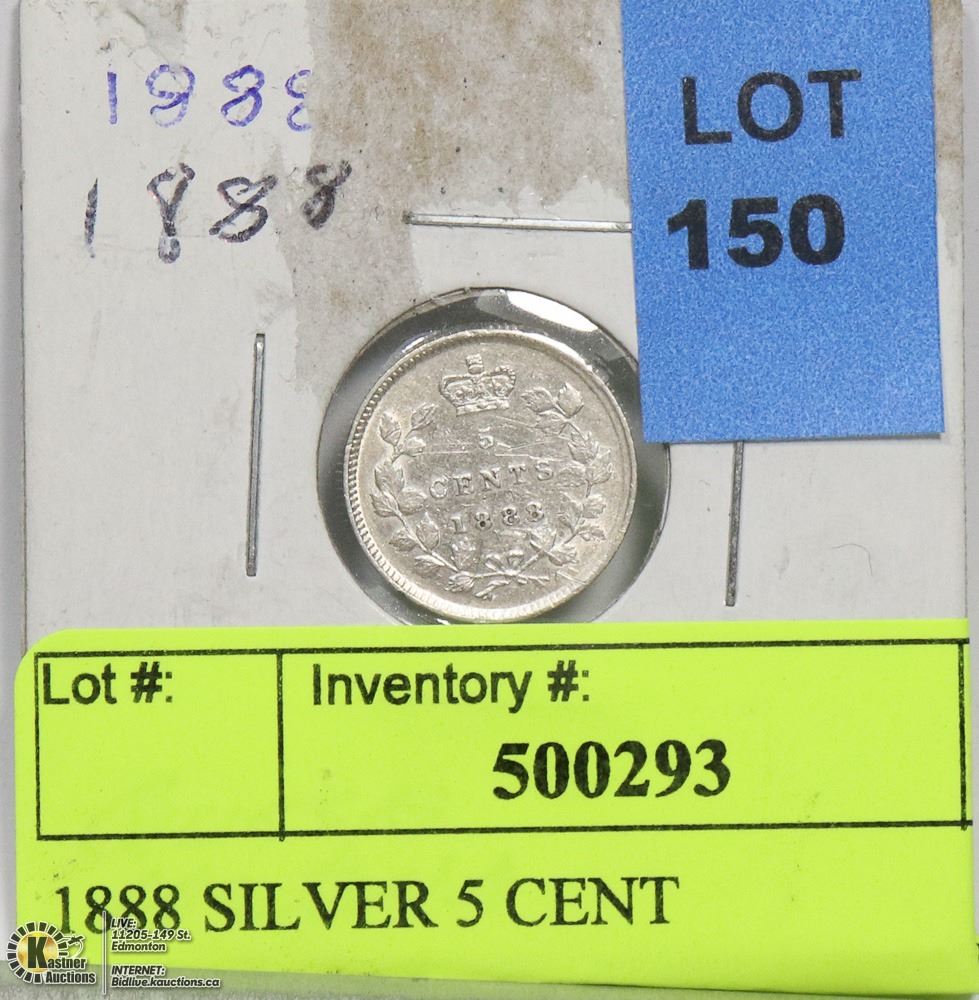 1888
1888
LOT
150
5
CENTS
1888
Lot #:
Inventory #:
500293
1888 SILVER 5 CENT
Kastner
Auctions
LIVE:
11205-149 St.
Edmonton
INTERNET:
Bidlive.kauctions.ca